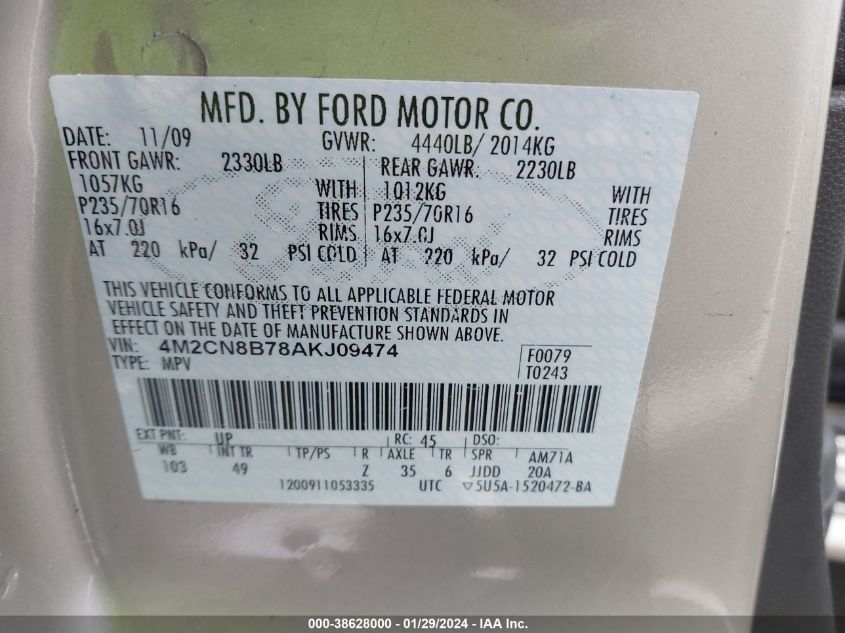 MFD. BY FORD MOTOR CO.
DATE: 11/09 GVWR: 4440LB/ 2014KG
FRONT GAWR: 2330LB REAR GAWR: 2230LB
1057KG WITH 1012KG WITH
P235/70R16 TIRES P235/70R16 TIRES
16x7.0J RIMS 16x7.0J RIMS
AT 220 kPa/ 32 PSI COLD AT 220 kPa/ 32 PSI COLD
THIS VEHICLE CONFORMS TO ALL APPLICABLE FEDERAL MOTOR
VEHICLE SAFETY AND THEFT PREVENTION STANDARDS IN
EFFECT ON THE DATE OF MANUFACTURE SHOWN ABOVE.
VIN: 4M2CN8B78AKJ09474 F0079
TYPE: MPV T0243
EXT PNT: UP RC: 45 DSO:
WB INT TR TP/PS R AXLE TR SPR AM71A
103 49 Z 35 6 JJDD 20A
1200911053335 UTC ▽5U5A-1520472-BA
000-38628000 - 01/29/2024 - IAA Inc.